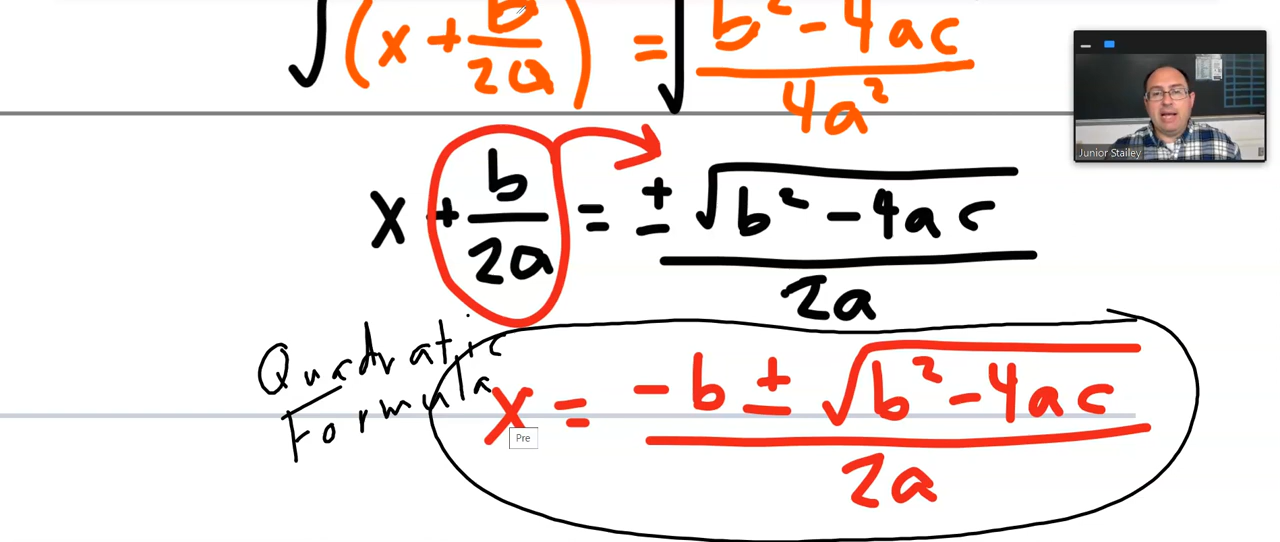 √(x + b/2a) = √b² - 4ac / 4a²
Junior Stailey
x + b/2a = ± √b² - 4ac / 2a
Quadratic
Formula
x = -b ± √b² - 4ac / 2a
Pre